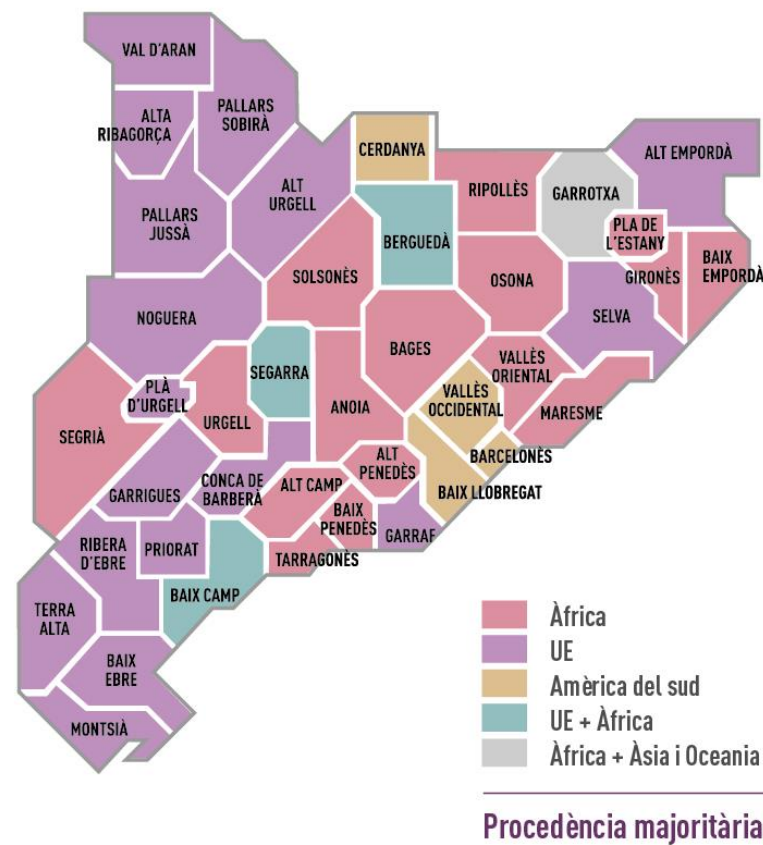 VAL D'ARAN
ALTA
RIBAGORÇA
PALLARS
SOBIRÀ
CERDANYA
ALT EMPORDÀ
RIPOLLÈS
GARROTXA
ALT
URGELL
PALLARS
JUSSÀ
BERGUEDÀ
PLA DE
L'ESTANY
BAIX
EMPORDÀ
GIRONÈS
SOLSONÈS
OSONA
NOGUERA
SELVA
BAGES
SEGARRA
VALLÈS
ORIENTAL
PLÀ
D'URGELL
VALLÈS
OCCIDENTAL
ANOIA
MARESME
URGELL
SEGRIÀ
BARCELONÈS
ALT
PENEDÈS
CONCA DE
BARBERÀ
ALT CAMP
BAIX LLOBREGAT
GARRIGUES
BAIX
PENEDÈS
GARRAF
RIBERA
D'EBRE
PRIORAT
TARRAGONÈS
BAIX CAMP
TERRA
ALTA
BAIX
EBRE
MONTSIÀ
Àfrica
UE
Amèrica del sud
UE + Àfrica
Àfrica + Àsia i Oceania
Procedència majoritària